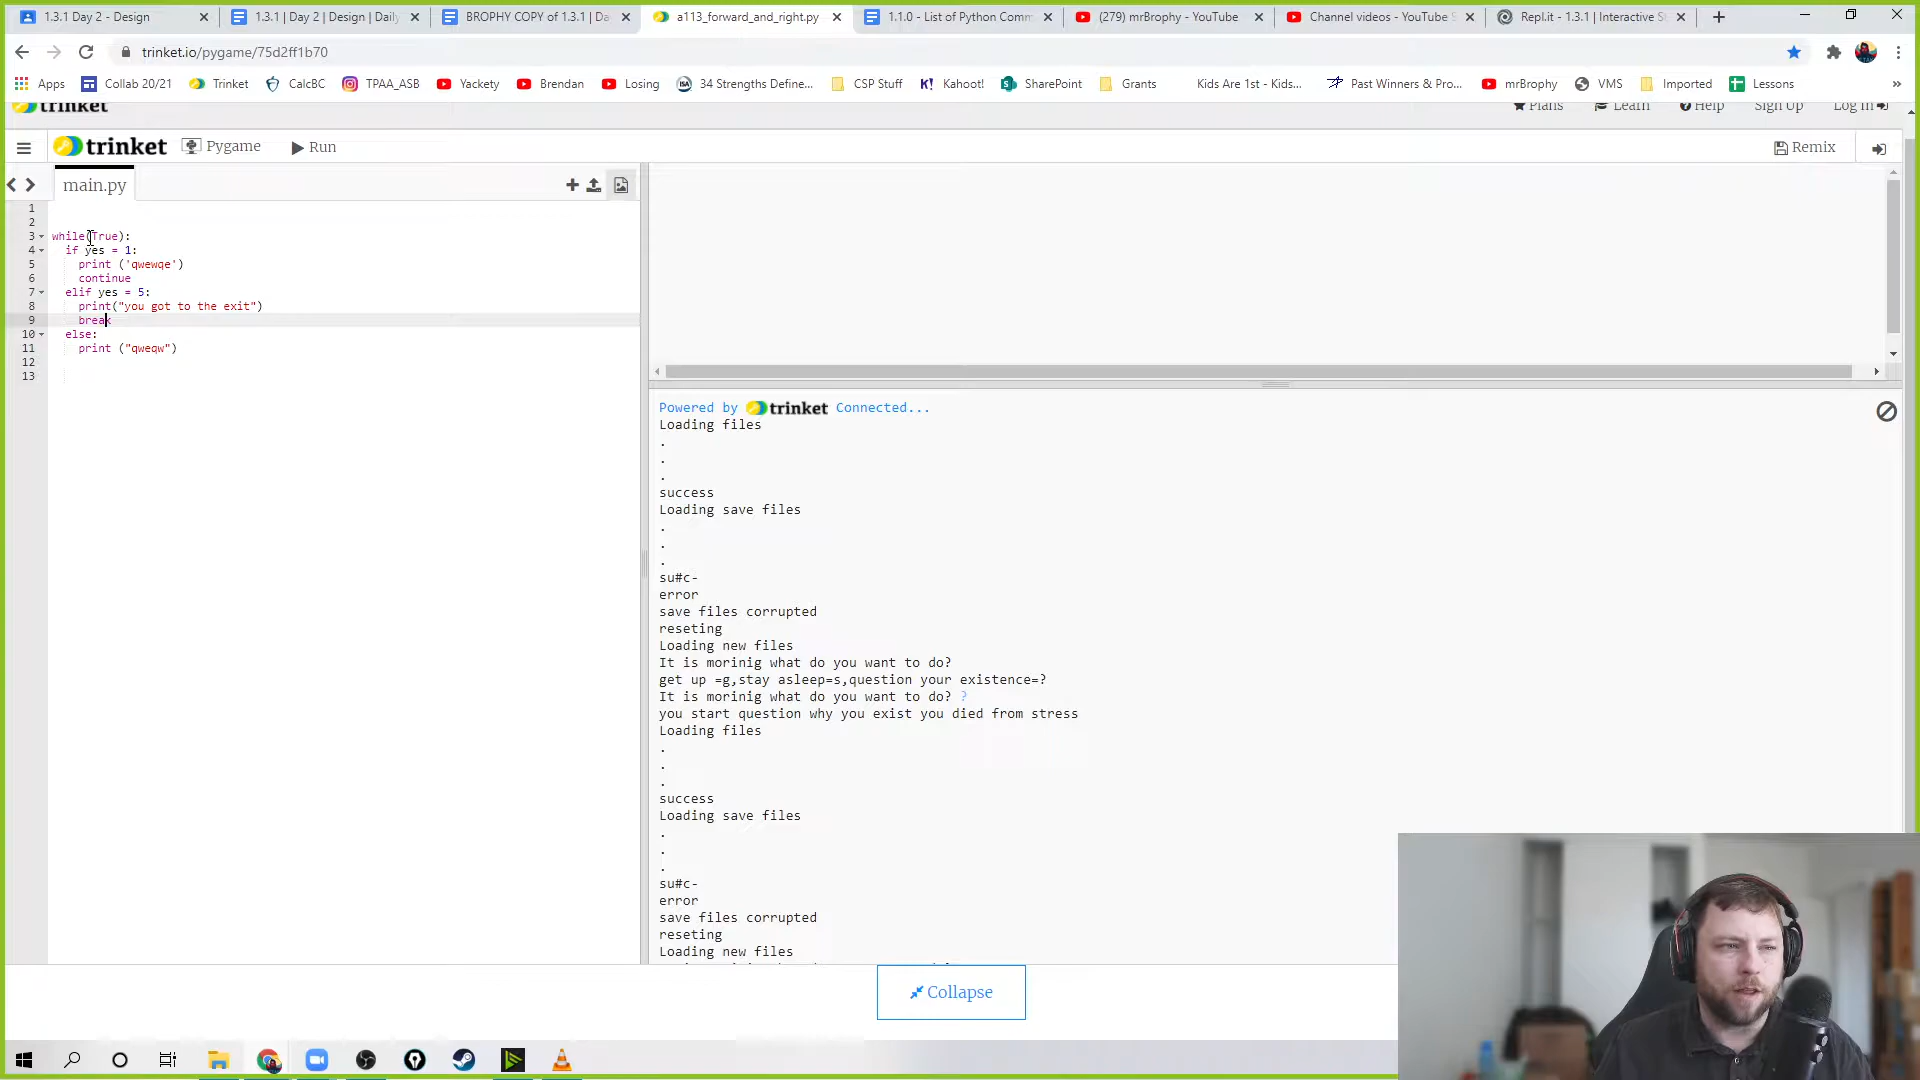 1.3.1 Day 2 - Design
1.3.1 | Day 2 | Design | Daily
BROPHY COPY of 1.3.1 | Da
a113_forward_and_right.py
1.1.0 - List of Python Comm
(279) mrBrophy - YouTube
Channel videos - YouTube S
Repl.it - 1.3.1 | Interactive St
trinket.io/pygame/75d2ff1b70
Apps
Collab 20/21
Trinket
CalcBC
TPAA_ASB
Yackety
Brendan
Losing
34 Strengths Define...
CSP Stuff
Kahoot!
SharePoint
Grants
Kids Are 1st - Kids...
Past Winners & Pro...
mrBrophy
VMS
Imported
Lessons
trinket
Plans
Learn
Help
Sign Up
Log In
trinket
Pygame
Run
Remix
main.py
1
2
3 while(True):
4 if yes = 1:
5 print ('qwewqe')
6 continue
7 elif yes = 5:
8 print("you got to the exit")
9 break
10 else:
11 print ("qweqw")
12
13
Powered by trinket Connected...
Loading files
.
.
.
success
Loading save files
.
.
.
su#c-
error
save files corrupted
reseting
Loading new files
It is morinig what do you want to do?
get up =g,stay asleep=s,question your existence=?
It is morinig what do you want to do? ?
you start question why you exist you died from stress
Loading files
.
.
.
success
Loading save files
.
.
.
su#c-
error
save files corrupted
reseting
Loading new files
Collapse